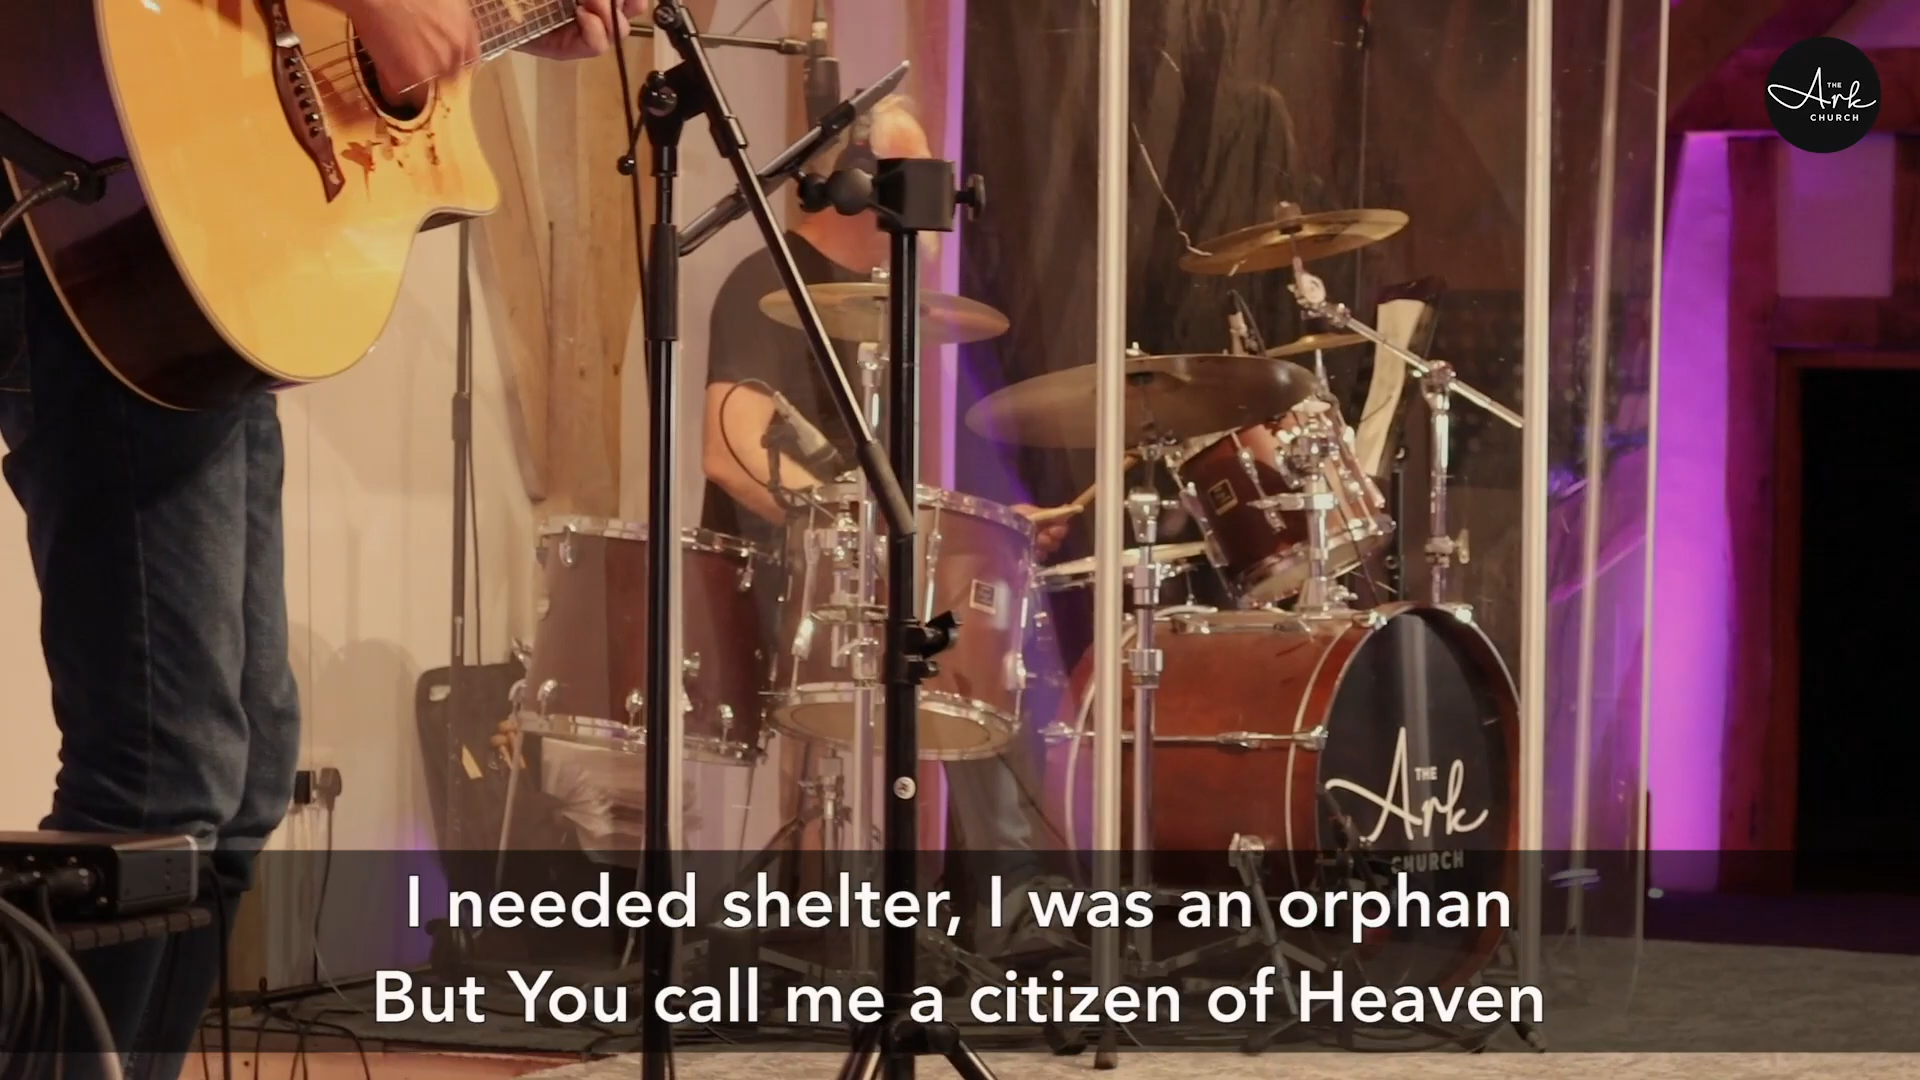 THE
Ark
CHURCH
THE
Ark
CHURCH
I needed shelter, I was an orphan
But You call me a citizen of Heaven